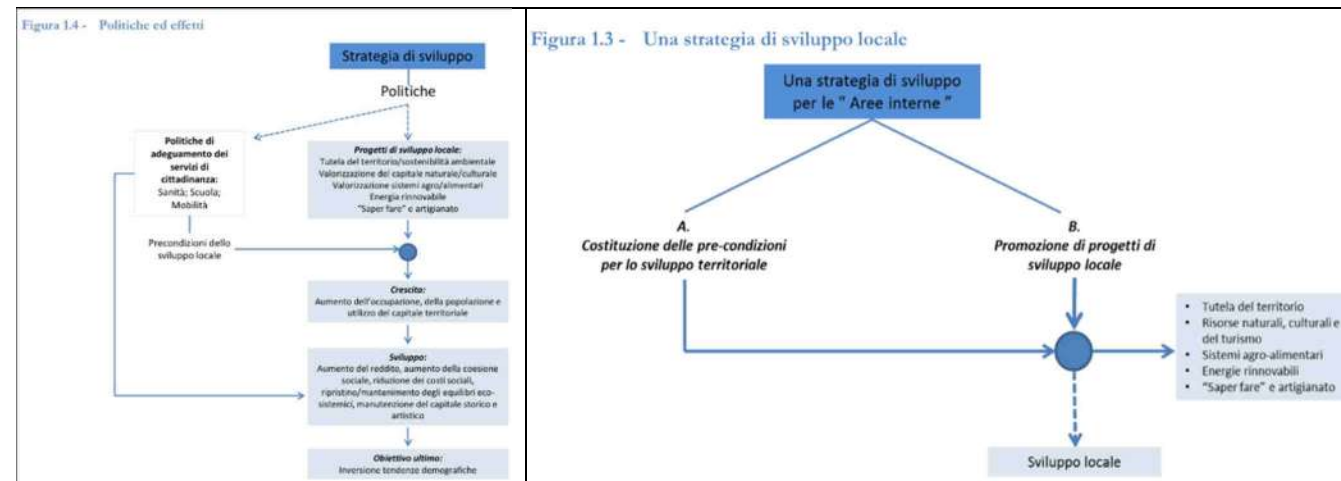 Figura 1.4 - Politiche ed effetti
Strategia di sviluppo
Politiche
Politiche di
adeguamento dei
servizi di
cittadinanza:
Sanità; Scuola;
Mobilità
Progetti di sviluppo locale:
Tutela del territorio/sostenibilità ambientale
Valorizzazione del capitale naturale/culturale
Valorizzazione sistemi agro/alimentari
Energia rinnovabile
"Saper fare" e artigianato
Precondizioni dello
sviluppo locale
Crescita:
Aumento dell'occupazione, della popolazione e
utilizzo del capitale territoriale
Sviluppo:
Aumento del reddito, aumento della coesione
sociale, riduzione dei costi sociali,
ripristino/mantenimento degli equilibri eco-
sistemici, manutenzione del capitale storico e
artistico
Obiettivo ultimo:
Inversione tendenze demografiche
Figura 1.3 - Una strategia di sviluppo locale
Una strategia di sviluppo
per le " Aree interne "
A.
Costituzione delle pre-condizioni
per lo sviluppo territoriale
B.
Promozione di progetti di
sviluppo locale
• Tutela del territorio
• Risorse naturali, culturali e
del turismo
• Sistemi agro-alimentari
• Energie rinnovabili
• "Saper fare" e artigianato
Sviluppo locale